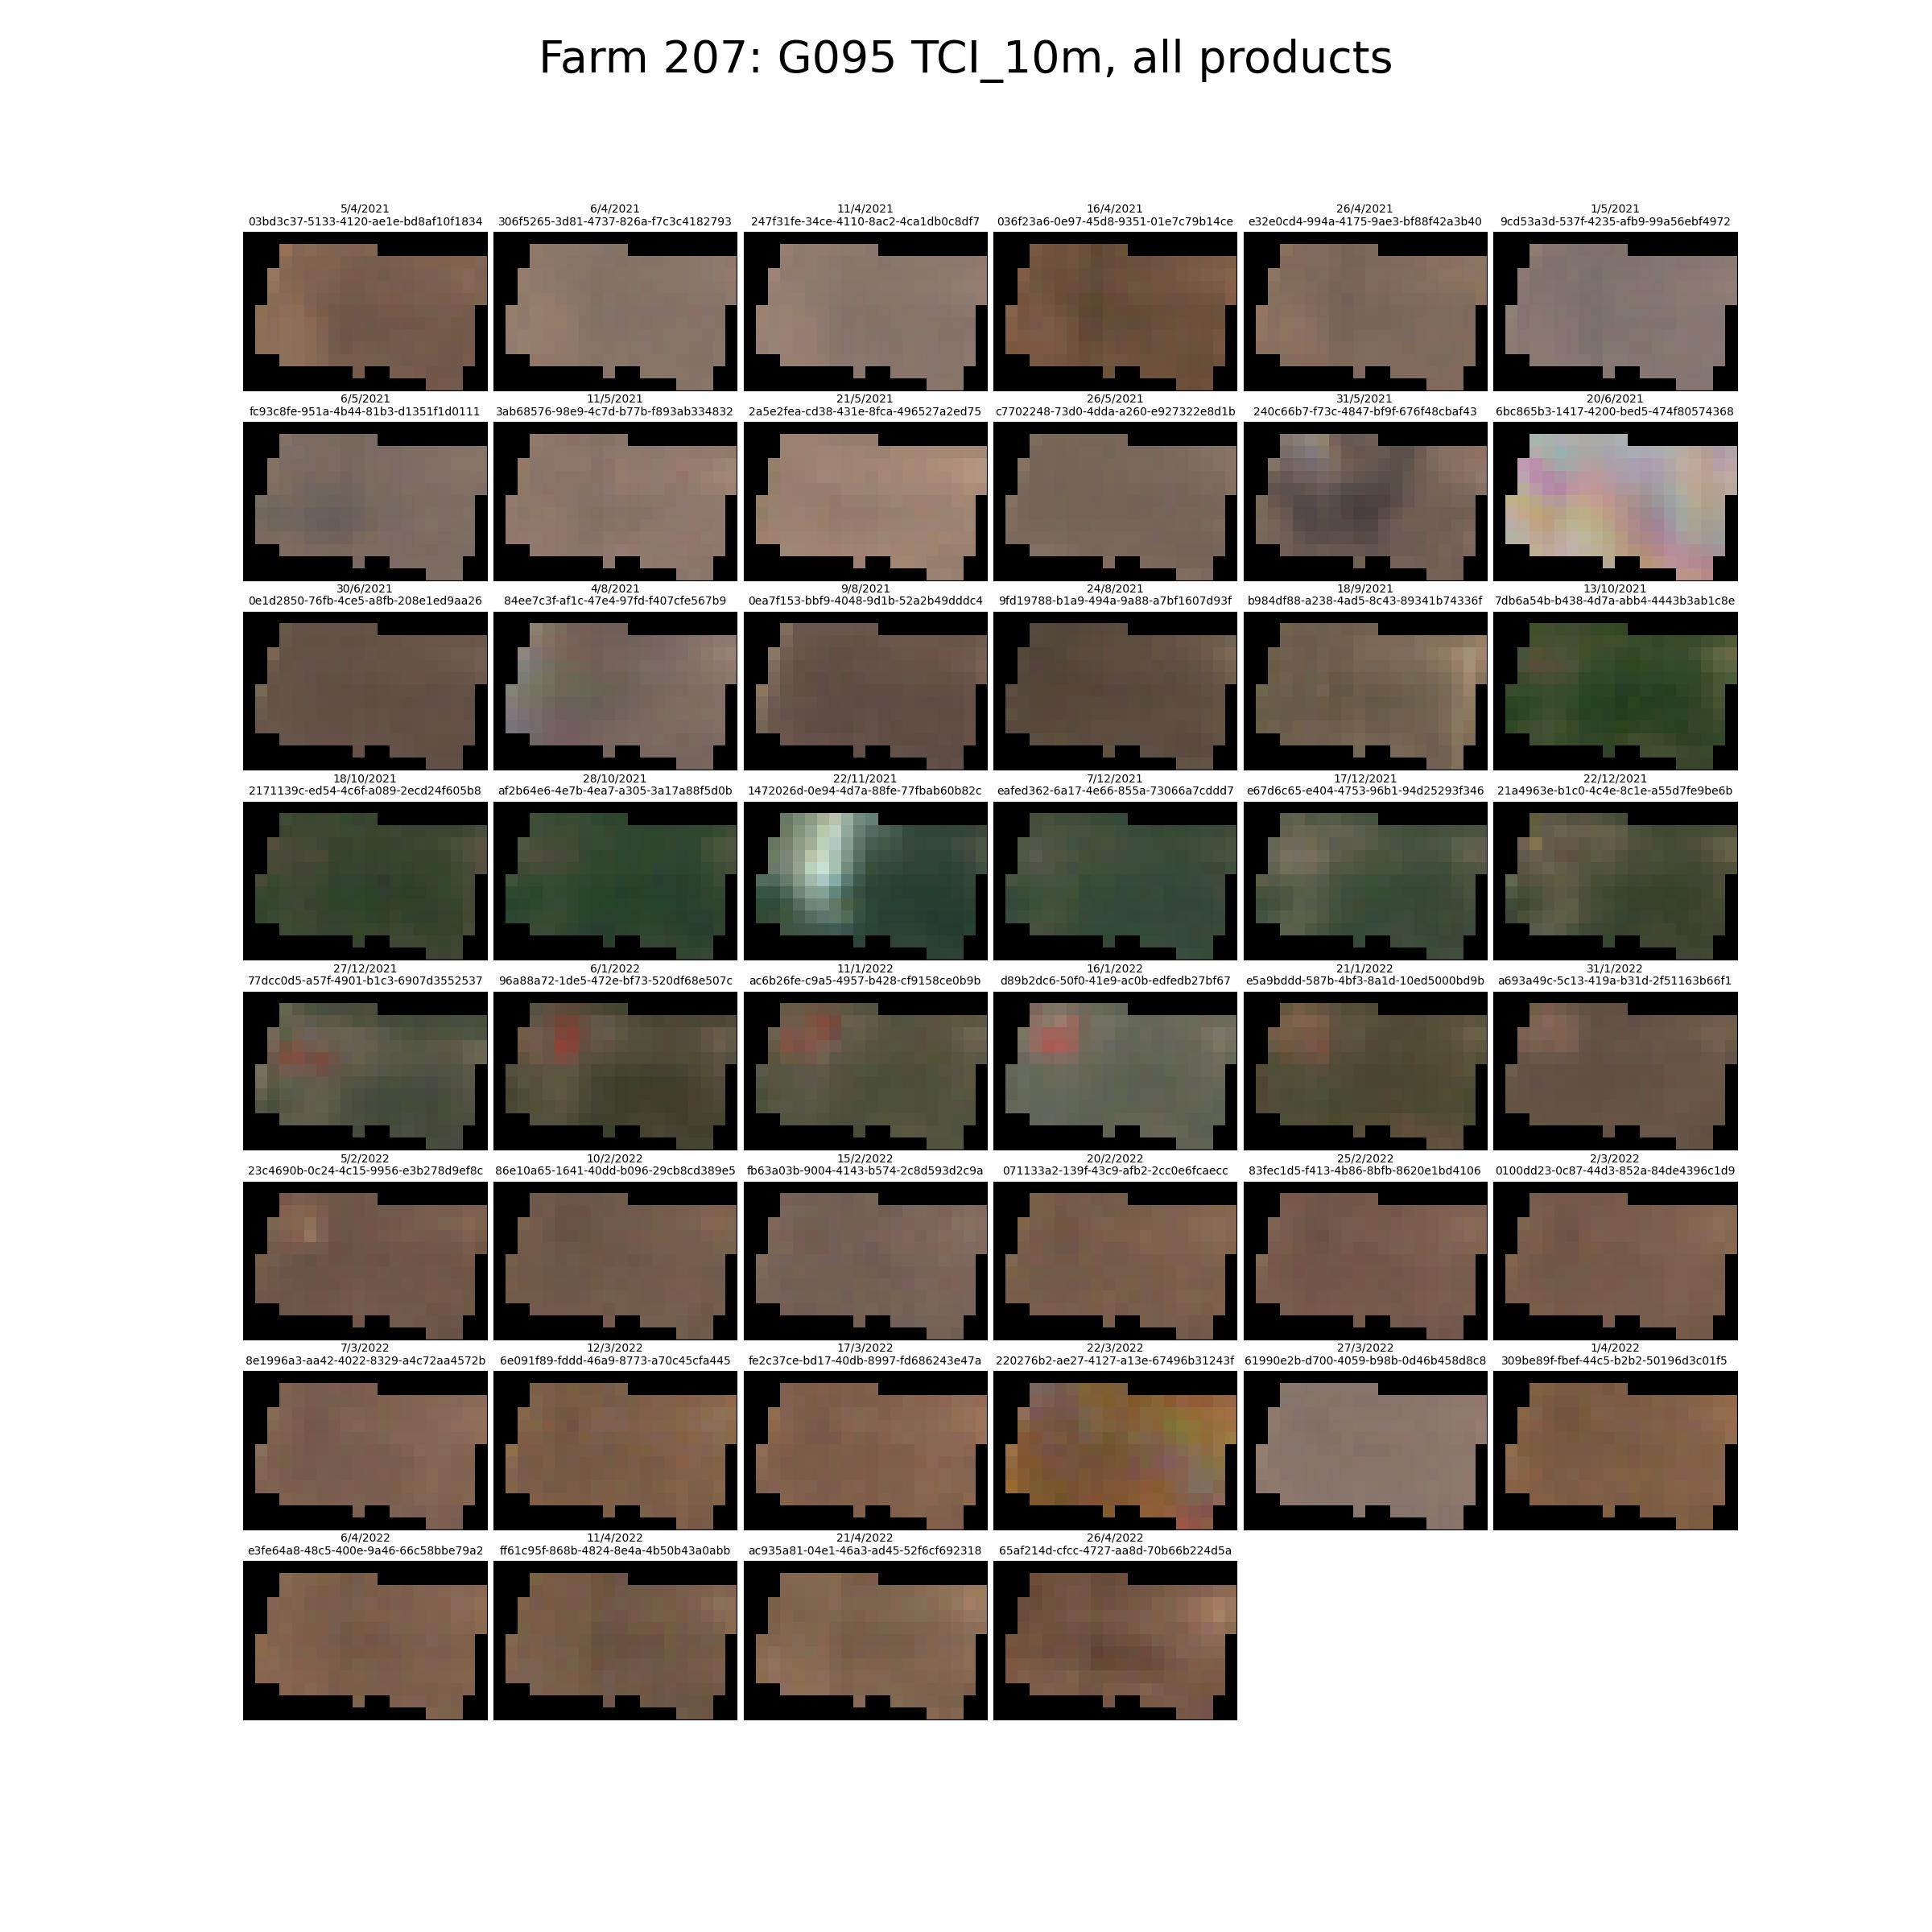 Farm 207: G095 TCI_10m, all products
5/4/2021 6/4/2021 11/4/2021 16/4/2021 26/4/2021 1/5/2021
03bd3c37-5133-4120-ae1e-bd8af10f1834 306f5265-3d81-4737-826a-f7c3c4182793 247f31fe-34ce-4110-8ac2-4ca1db0c8df7 036f23a6-0e97-45d8-9351-01e7c79b14ce e32e0cd4-994a-4175-9ae3-bf88f42a3b40 9cd53a3d-537f-4235-afb9-99a56ebf4972
6/5/2021 11/5/2021 21/5/2021 26/5/2021 31/5/2021 20/6/2021
fc93c8fe-951a-4b44-81b3-d1351f1d0111 3ab68576-98e9-4c7d-b77b-f893ab334832 2a5e2fea-cd38-431e-8fca-496527a2ed75 c7702248-73d0-4dda-a260-e927322e8d1b 240c66b7-f73c-4847-bf9f-676f48cbaf43 6bc865b3-1417-4200-bed5-474f80574368
30/6/2021 4/8/2021 9/8/2021 24/8/2021 18/9/2021 13/10/2021
0e1d2850-76fb-4ce5-a8fb-208e1ed9aa26 84ee7c3f-af1c-47e4-97fd-f407cfe567b9 0ea7f153-bbf9-4048-9d1b-52a2b49dddc4 9fd19788-b1a9-494a-9a88-a7bf1607d93f b984df88-a238-4ad5-8c43-89341b74336f 7db6a54b-b438-4d7a-abb4-4443b3ab1c8e
18/10/2021 28/10/2021 22/11/2021 7/12/2021 17/12/2021 22/12/2021
2171139c-ed54-4c6f-a089-2ecd24f605b8 af2b64e6-4e7b-4ea7-a305-3a17a88f5d0b 1472026d-0e94-4d7a-88fe-77fbab60b82c eafed362-6a17-4e66-855a-73066a7cddd7 e67d6c65-e404-4753-96b1-94d25293f346 21a4963e-b1c0-4c4e-8c1e-a55d7fe9be6b
27/12/2021 6/1/2022 11/1/2022 16/1/2022 21/1/2022 31/1/2022
77dcc0d5-a57f-4901-b1c3-6907d3552537 96a88a72-1de5-472e-bf73-520df68e507c ac6b26fe-c9a5-4957-b428-cf9158ce0b9b d89b2dc6-50f0-41e9-ac0b-edfedb27bf67 e5a9bddd-587b-4bf3-8a1d-10ed5000bd9b a693a49c-5c13-419a-b31d-2f51163b66f1
5/2/2022 10/2/2022 15/2/2022 20/2/2022 25/2/2022 2/3/2022
23c4690b-0c24-4c15-9956-e3b278d9ef8c 86e10a65-1641-40dd-b096-29cb8cd389e5 fb63a03b-9004-4143-b574-2c8d593d2c9a 071133a2-139f-43c9-afb2-2cc0e6fcaecc 83fec1d5-f413-4b86-8bfb-8620e1bd4106 0100dd23-0c87-44d3-852a-84de4396c1d9
7/3/2022 12/3/2022 17/3/2022 22/3/2022 27/3/2022 1/4/2022
8e1996a3-aa42-4022-8329-a4c72aa4572b 6e091f89-fddd-46a9-8773-a70c45cfa445 fe2c37ce-bd17-40db-8997-fd686243e47a 220276b2-ae27-4127-a13e-67496b31243f 61990e2b-d700-4059-b98b-0d46b458d8c8 309be89f-fbef-44c5-b2b2-50196d3c01f5
6/4/2022 11/4/2022 21/4/2022 26/4/2022
e3fe64a8-48c5-400e-9a46-66c58bbe79a2 ff61c95f-868b-4824-8e4a-4b50b43a0abb ac935a81-04e1-46a3-ad45-52f6cf692318 65af214d-cfcc-4727-aa8d-70b66b224d5a